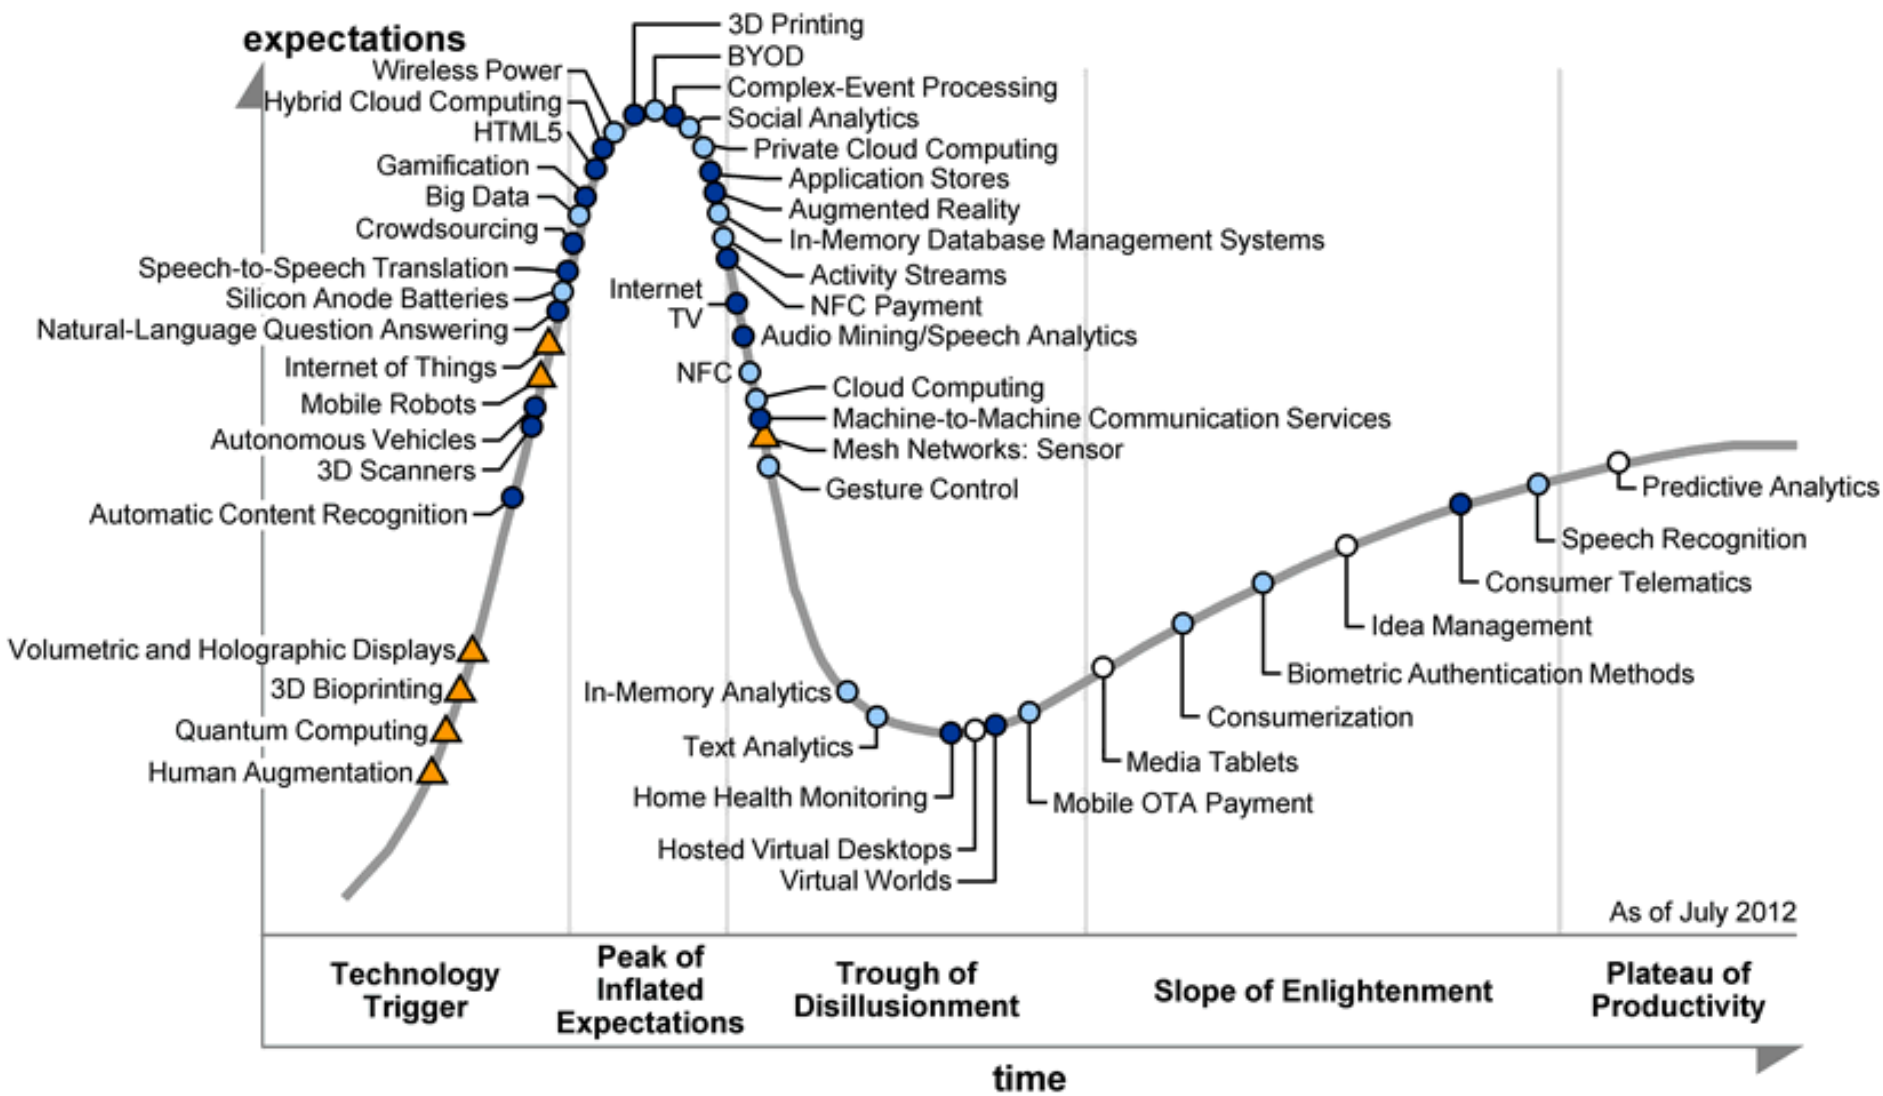 expectations
3D Printing
BYOD
Wireless Power
Complex-Event Processing
Hybrid Cloud Computing
Social Analytics
HTML5
Private Cloud Computing
Gamification
Application Stores
Big Data
Augmented Reality
Crowdsourcing
In-Memory Database Management Systems
Speech-to-Speech Translation
Activity Streams
Silicon Anode Batteries
Internet
TV
NFC Payment
Natural-Language Question Answering
Audio Mining/Speech Analytics
Internet of Things
NFC
Cloud Computing
Mobile Robots
Machine-to-Machine Communication Services
Autonomous Vehicles
Mesh Networks: Sensor
3D Scanners
Gesture Control
Predictive Analytics
Automatic Content Recognition
Speech Recognition
Consumer Telematics
Idea Management
Volumetric and Holographic Displays
Biometric Authentication Methods
3D Bioprinting
In-Memory Analytics
Consumerization
Quantum Computing
Text Analytics
Media Tablets
Human Augmentation
Home Health Monitoring
Mobile OTA Payment
Hosted Virtual Desktops
Virtual Worlds
As of July 2012
Technology
Trigger
Peak of
Inflated
Expectations
Trough of
Disillusionment
Slope of Enlightenment
Plateau of
Productivity
time